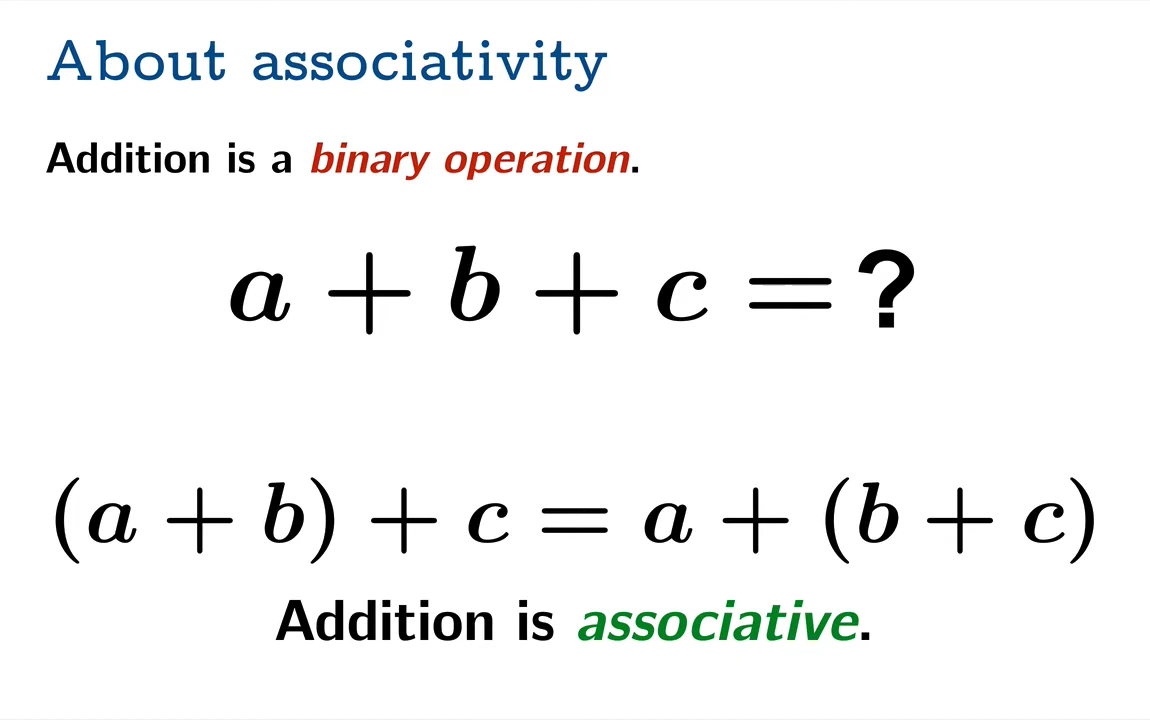 About associativity
Addition is a binary operation.
a + b + c = ?
(a + b) + c = a + (b + c)
Addition is associative.